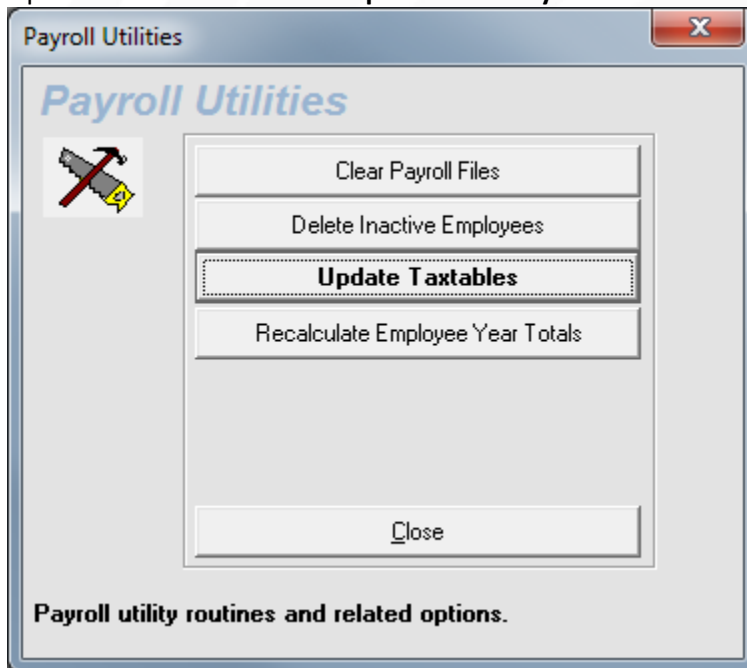 Payroll Utilities
Payroll Utilities
Clear Payroll Files
Delete Inactive Employees
Update Taxtables
Recalculate Employee Year Totals
Close
Payroll utility routines and related options.